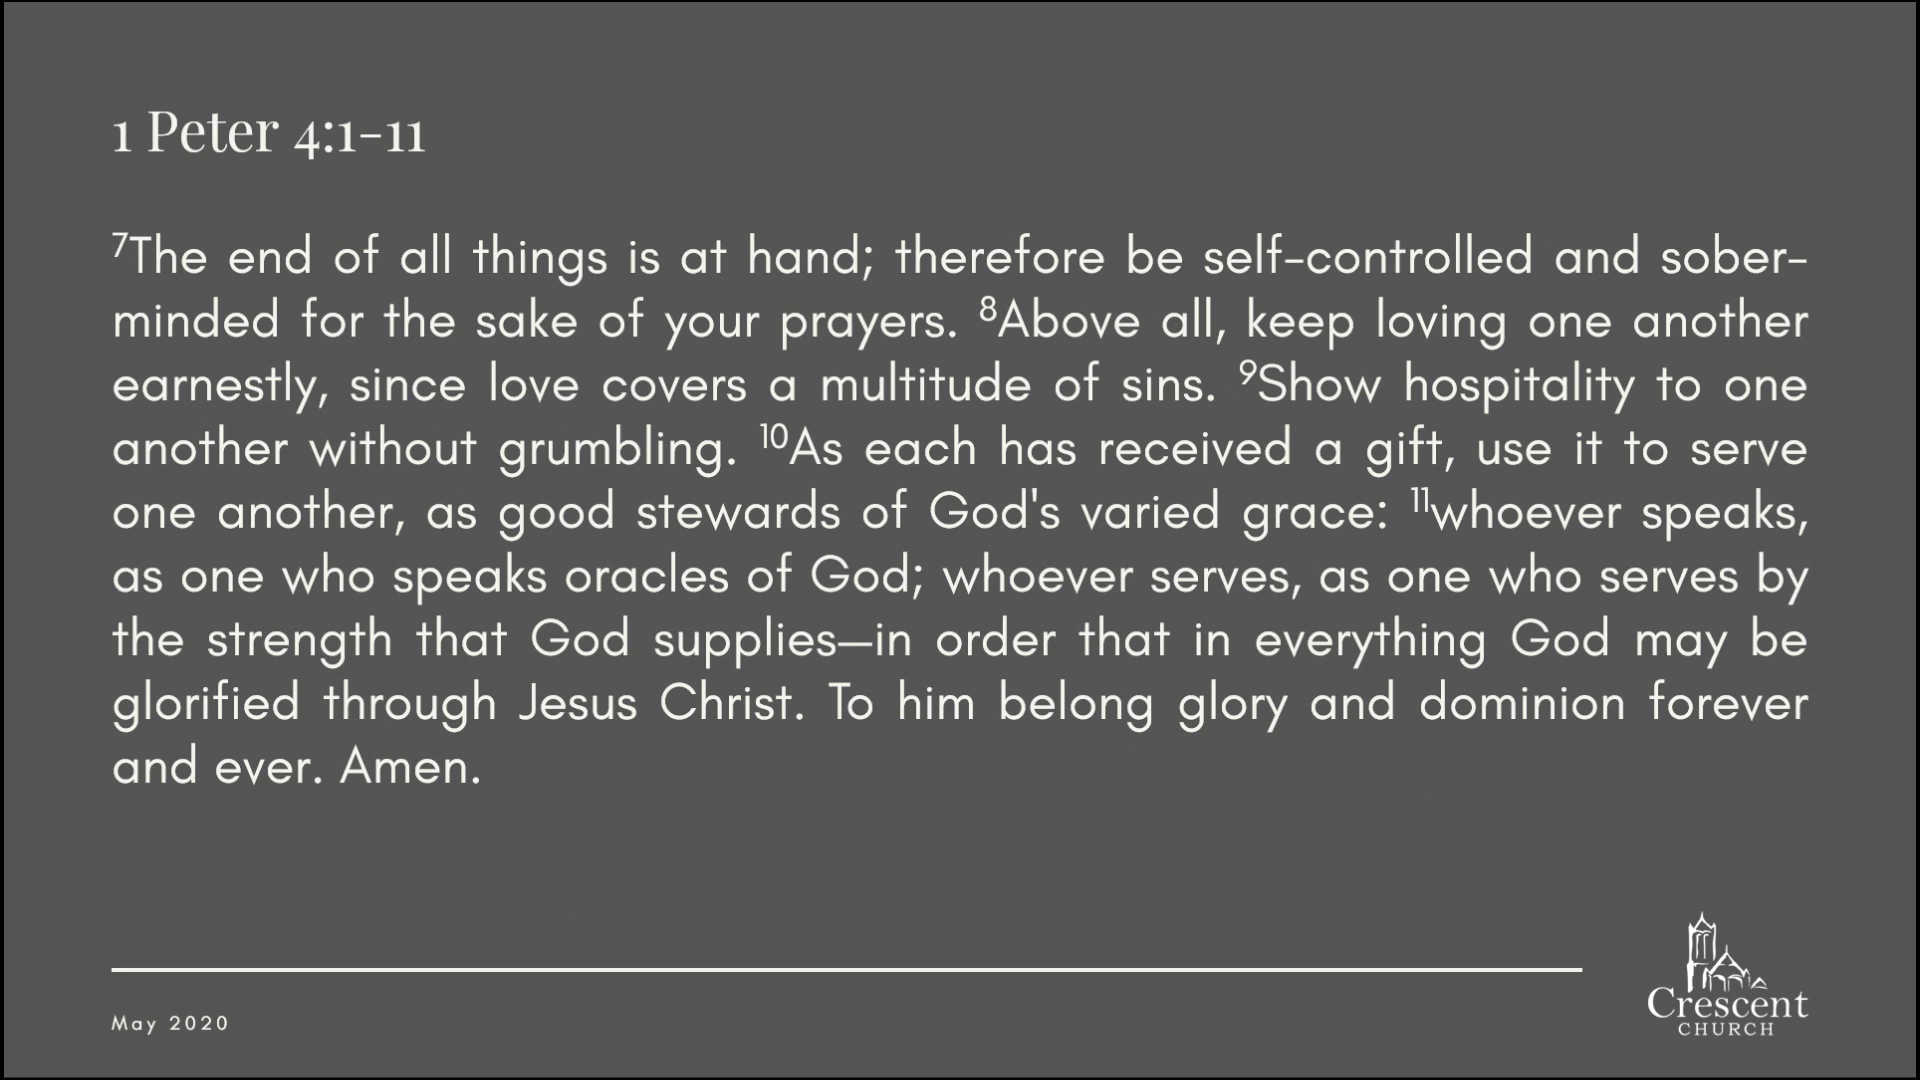 1 Peter 4:1-11
⁷The end of all things is at hand; therefore be self-controlled and sober-
minded for the sake of your prayers. ⁸Above all, keep loving one another
earnestly, since love covers a multitude of sins. ⁹Show hospitality to one
another without grumbling. ¹⁰As each has received a gift, use it to serve
one another, as good stewards of God's varied grace: ¹¹whoever speaks,
as one who speaks oracles of God; whoever serves, as one who serves by
the strength that God supplies—in order that in everything God may be
glorified through Jesus Christ. To him belong glory and dominion forever
and ever. Amen.
May 2020
Crescent
CHURCH